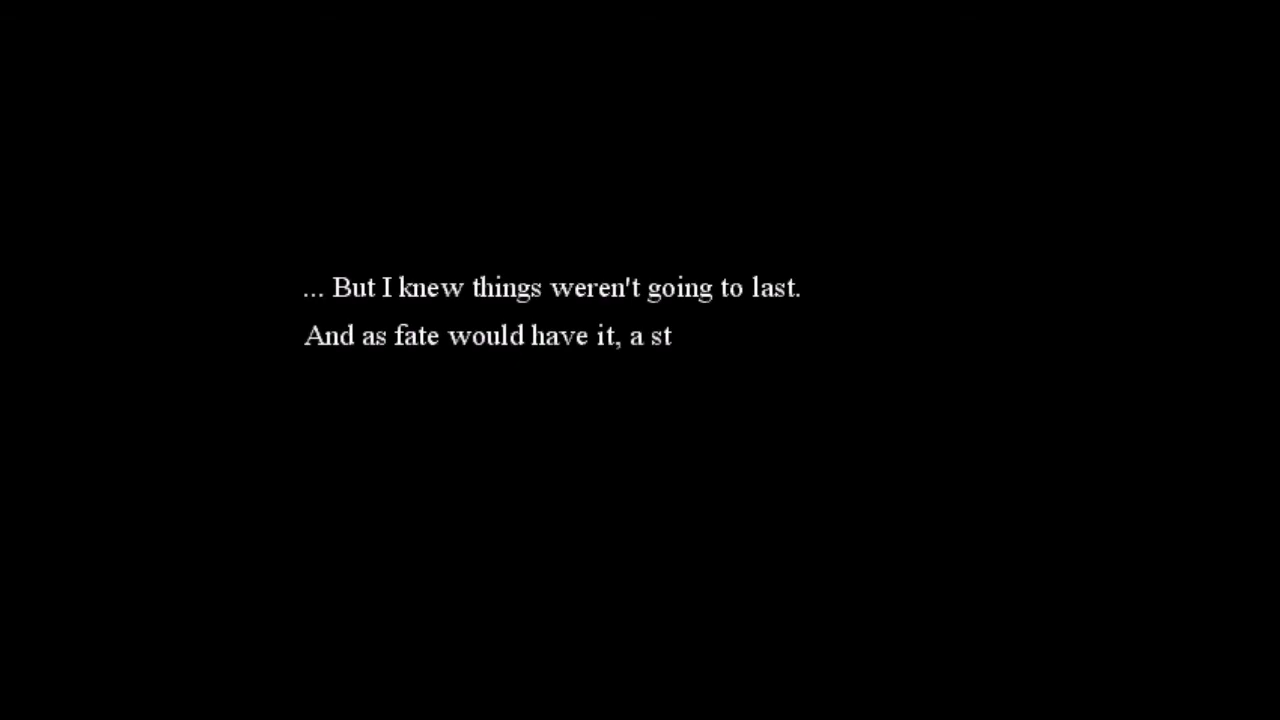 ... But I knew things weren't going to last.
And as fate would have it, a st